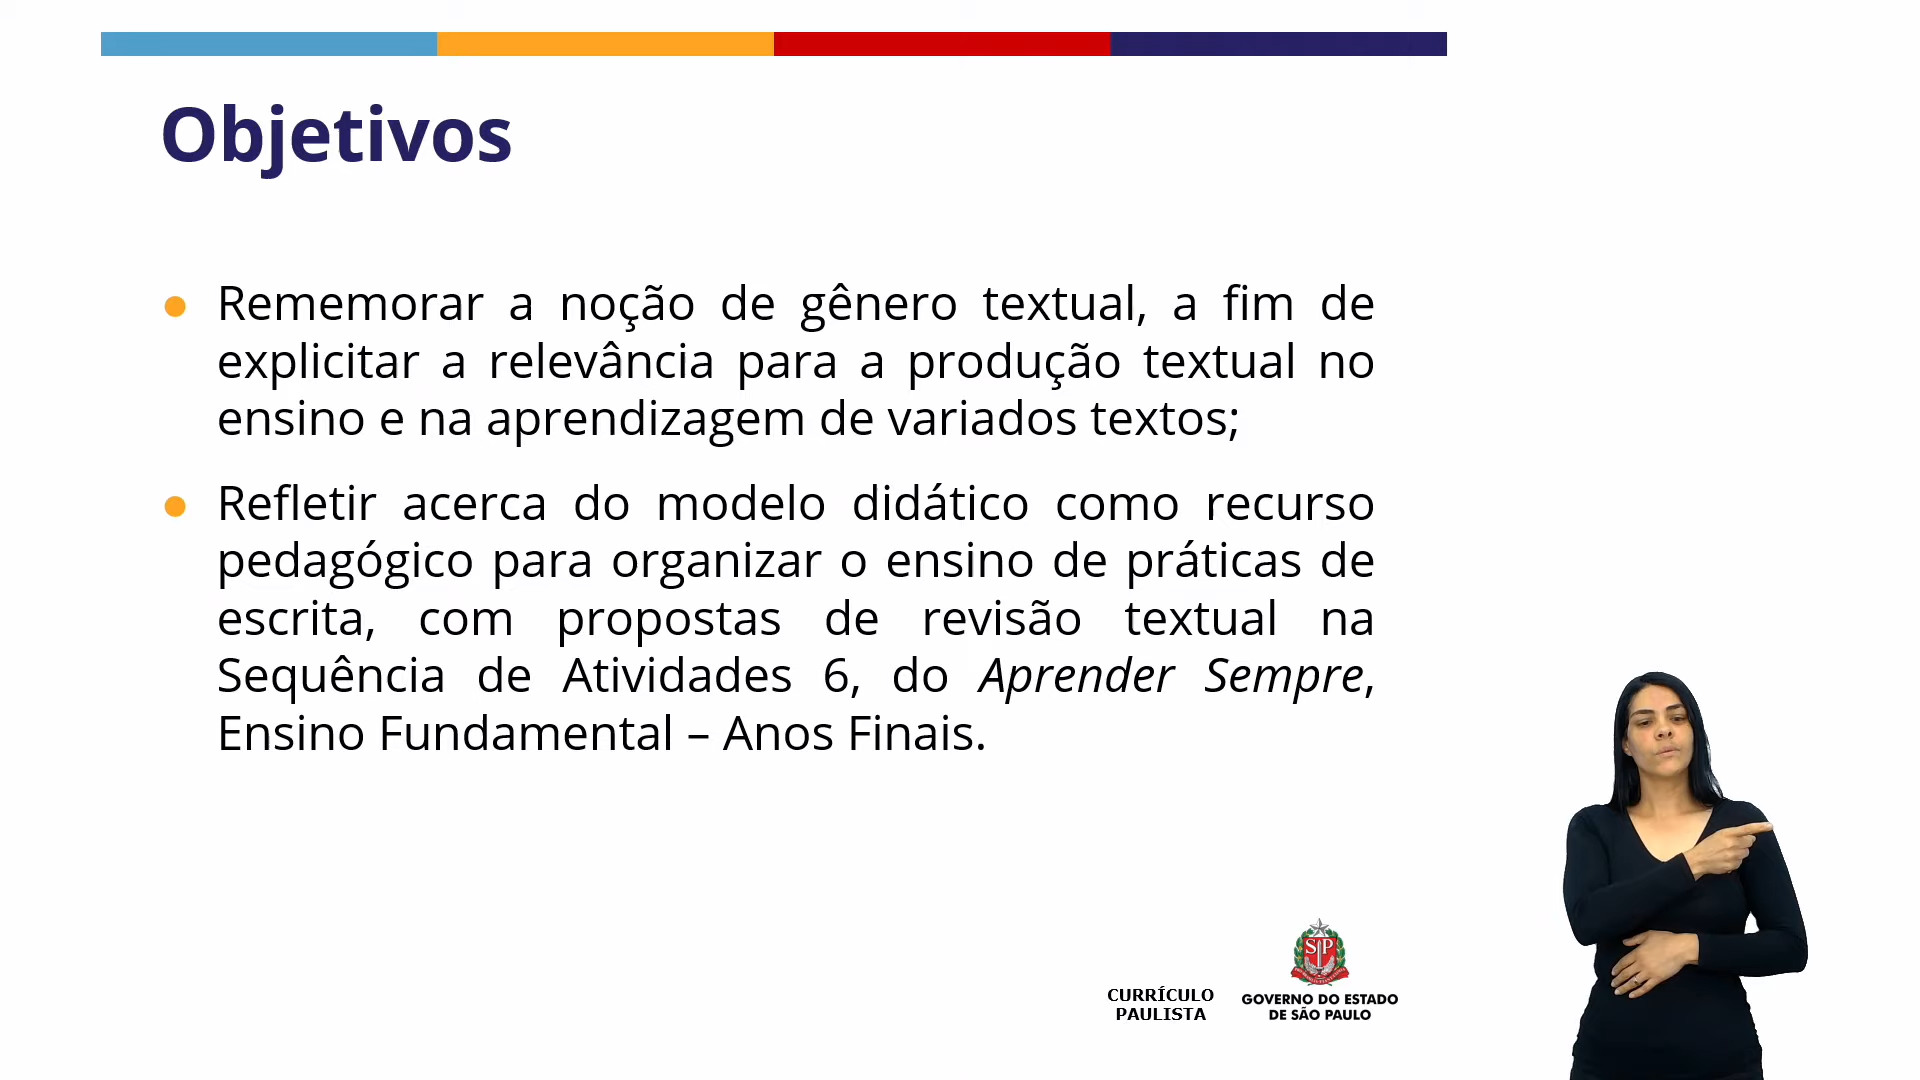 Objetivos
● Rememorar a noção de gênero textual, a fim de
explicitar a relevância para a produção textual no
ensino e na aprendizagem de variados textos;
● Refletir acerca do modelo didático como recurso
pedagógico para organizar o ensino de práticas de
escrita, com propostas de revisão textual na
Sequência de Atividades 6, do Aprender Sempre,
Ensino Fundamental – Anos Finais.
CURRÍCULO
PAULISTA
SP
GOVERNO DO ESTADO
DE SÃO PAULO